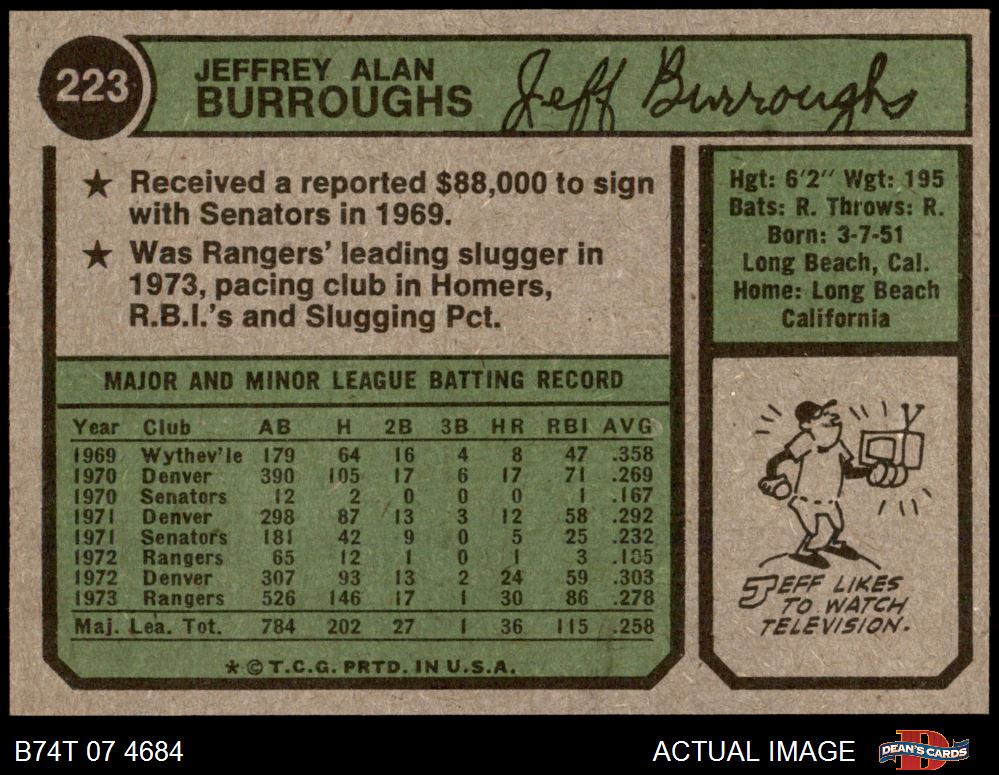 223
JEFFREY ALAN
BURROUGHS
Jeff Burroughs
★ Received a reported $88,000 to sign
with Senators in 1969.
★ Was Rangers' leading slugger in
1973, pacing club in Homers,
R.B.I.'s and Slugging Pct.
Hgt: 6'2" Wgt: 195
Bats: R. Throws: R.
Born: 3-7-51
Long Beach, Cal.
Home: Long Beach
California
MAJOR AND MINOR LEAGUE BATTING RECORD
Year Club AB H 2B 3B HR RBI AVG
1969 Wythev'le 179 64 16 4 8 47 .358
1970 Denver 390 105 17 6 17 71 .269
1970 Senators 12 2 0 0 0 1 .167
1971 Denver 298 87 13 3 12 58 .292
1971 Senators 181 42 9 0 5 25 .232
1972 Rangers 65 12 1 0 1 3 .185
1972 Denver 307 93 13 2 24 59 .303
1973 Rangers 526 146 17 1 30 86 .278
Maj. Lea. Tot. 784 202 27 1 36 115 .258
* © T.C.G. PRTD. IN U.S.A.
JEFF LIKES
TO WATCH
TELEVISION.
B74T 07 4684
ACTUAL IMAGE
D
DEAN'S CARDS